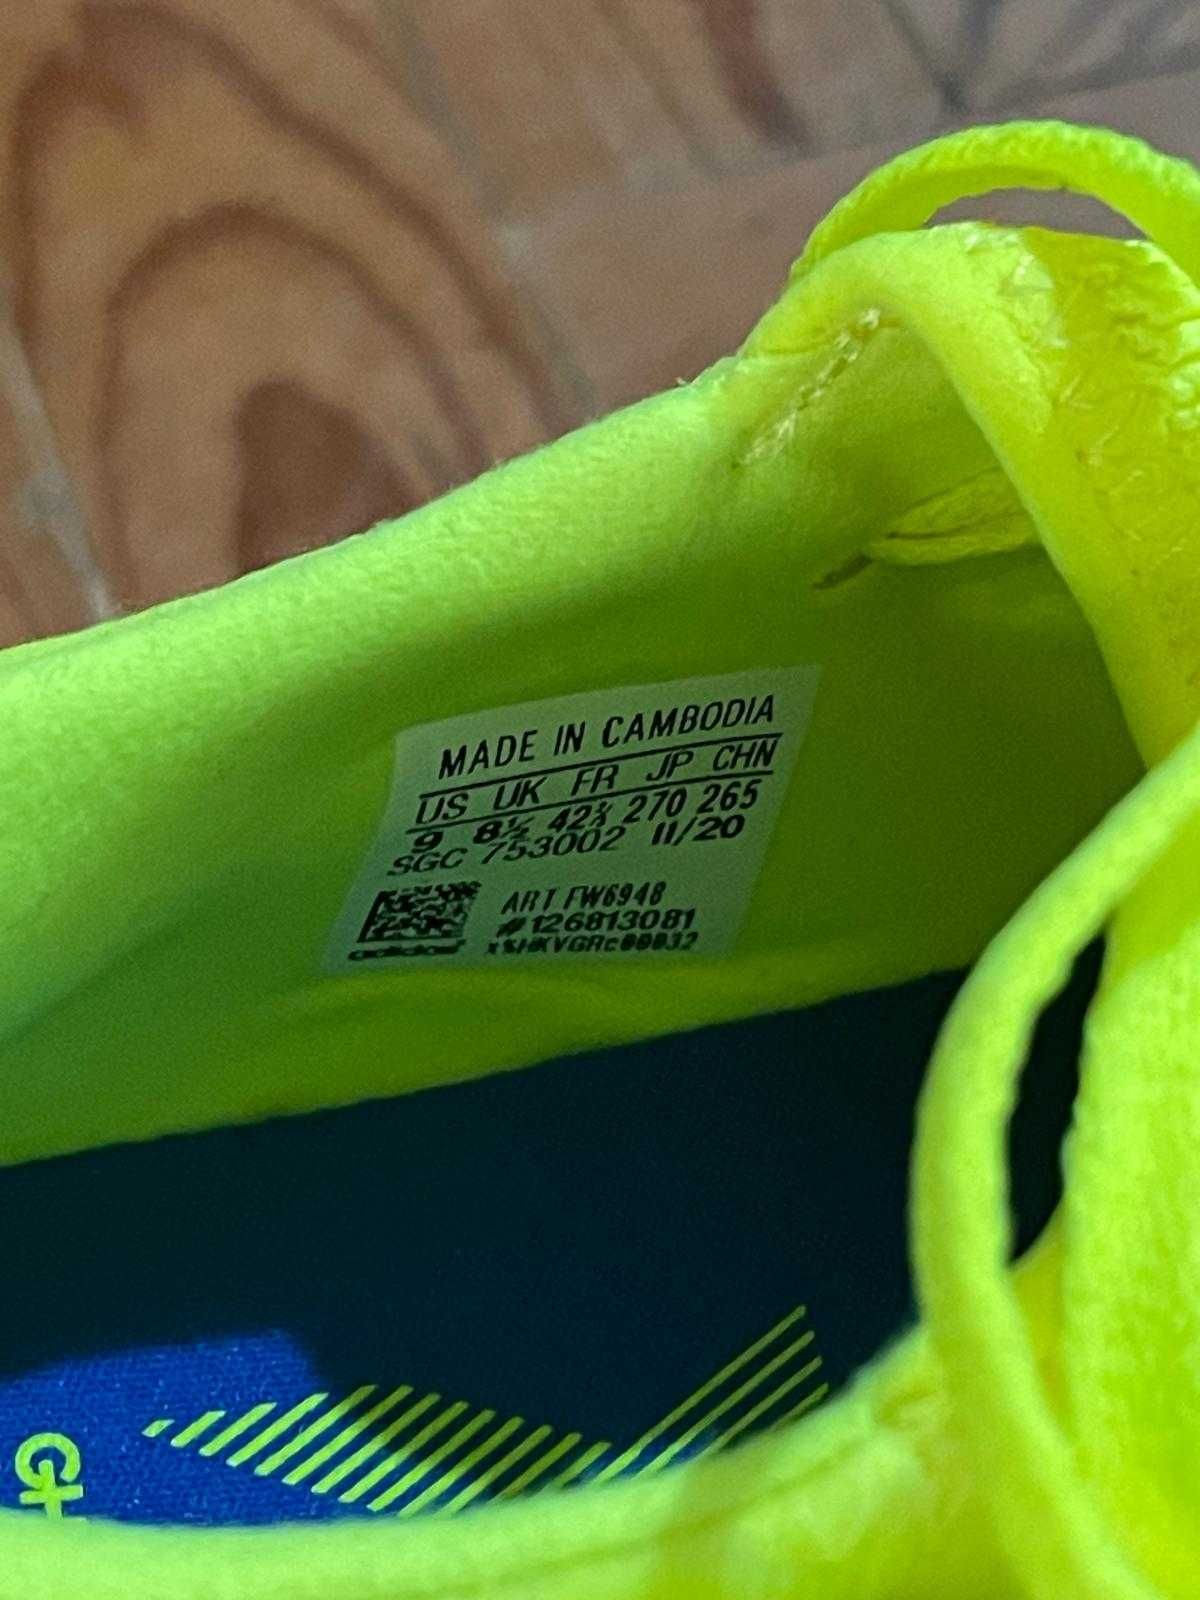 MADE IN CAMBODIA
US UK FR JP CHN
9 8½ 42⅔ 270 265
SGC 753002 11/20
ART FW6948
#126813081
adidas